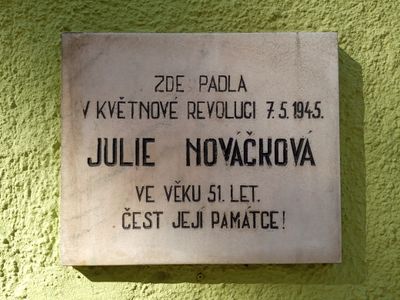 ZDE PADLA
V KVĚTNOVÉ REVOLUCI 7.5.1945.
JULIE NOVÁČKOVÁ
VE VĚKU 51. LET.
ČEST JEJÍ PAMÁTCE!